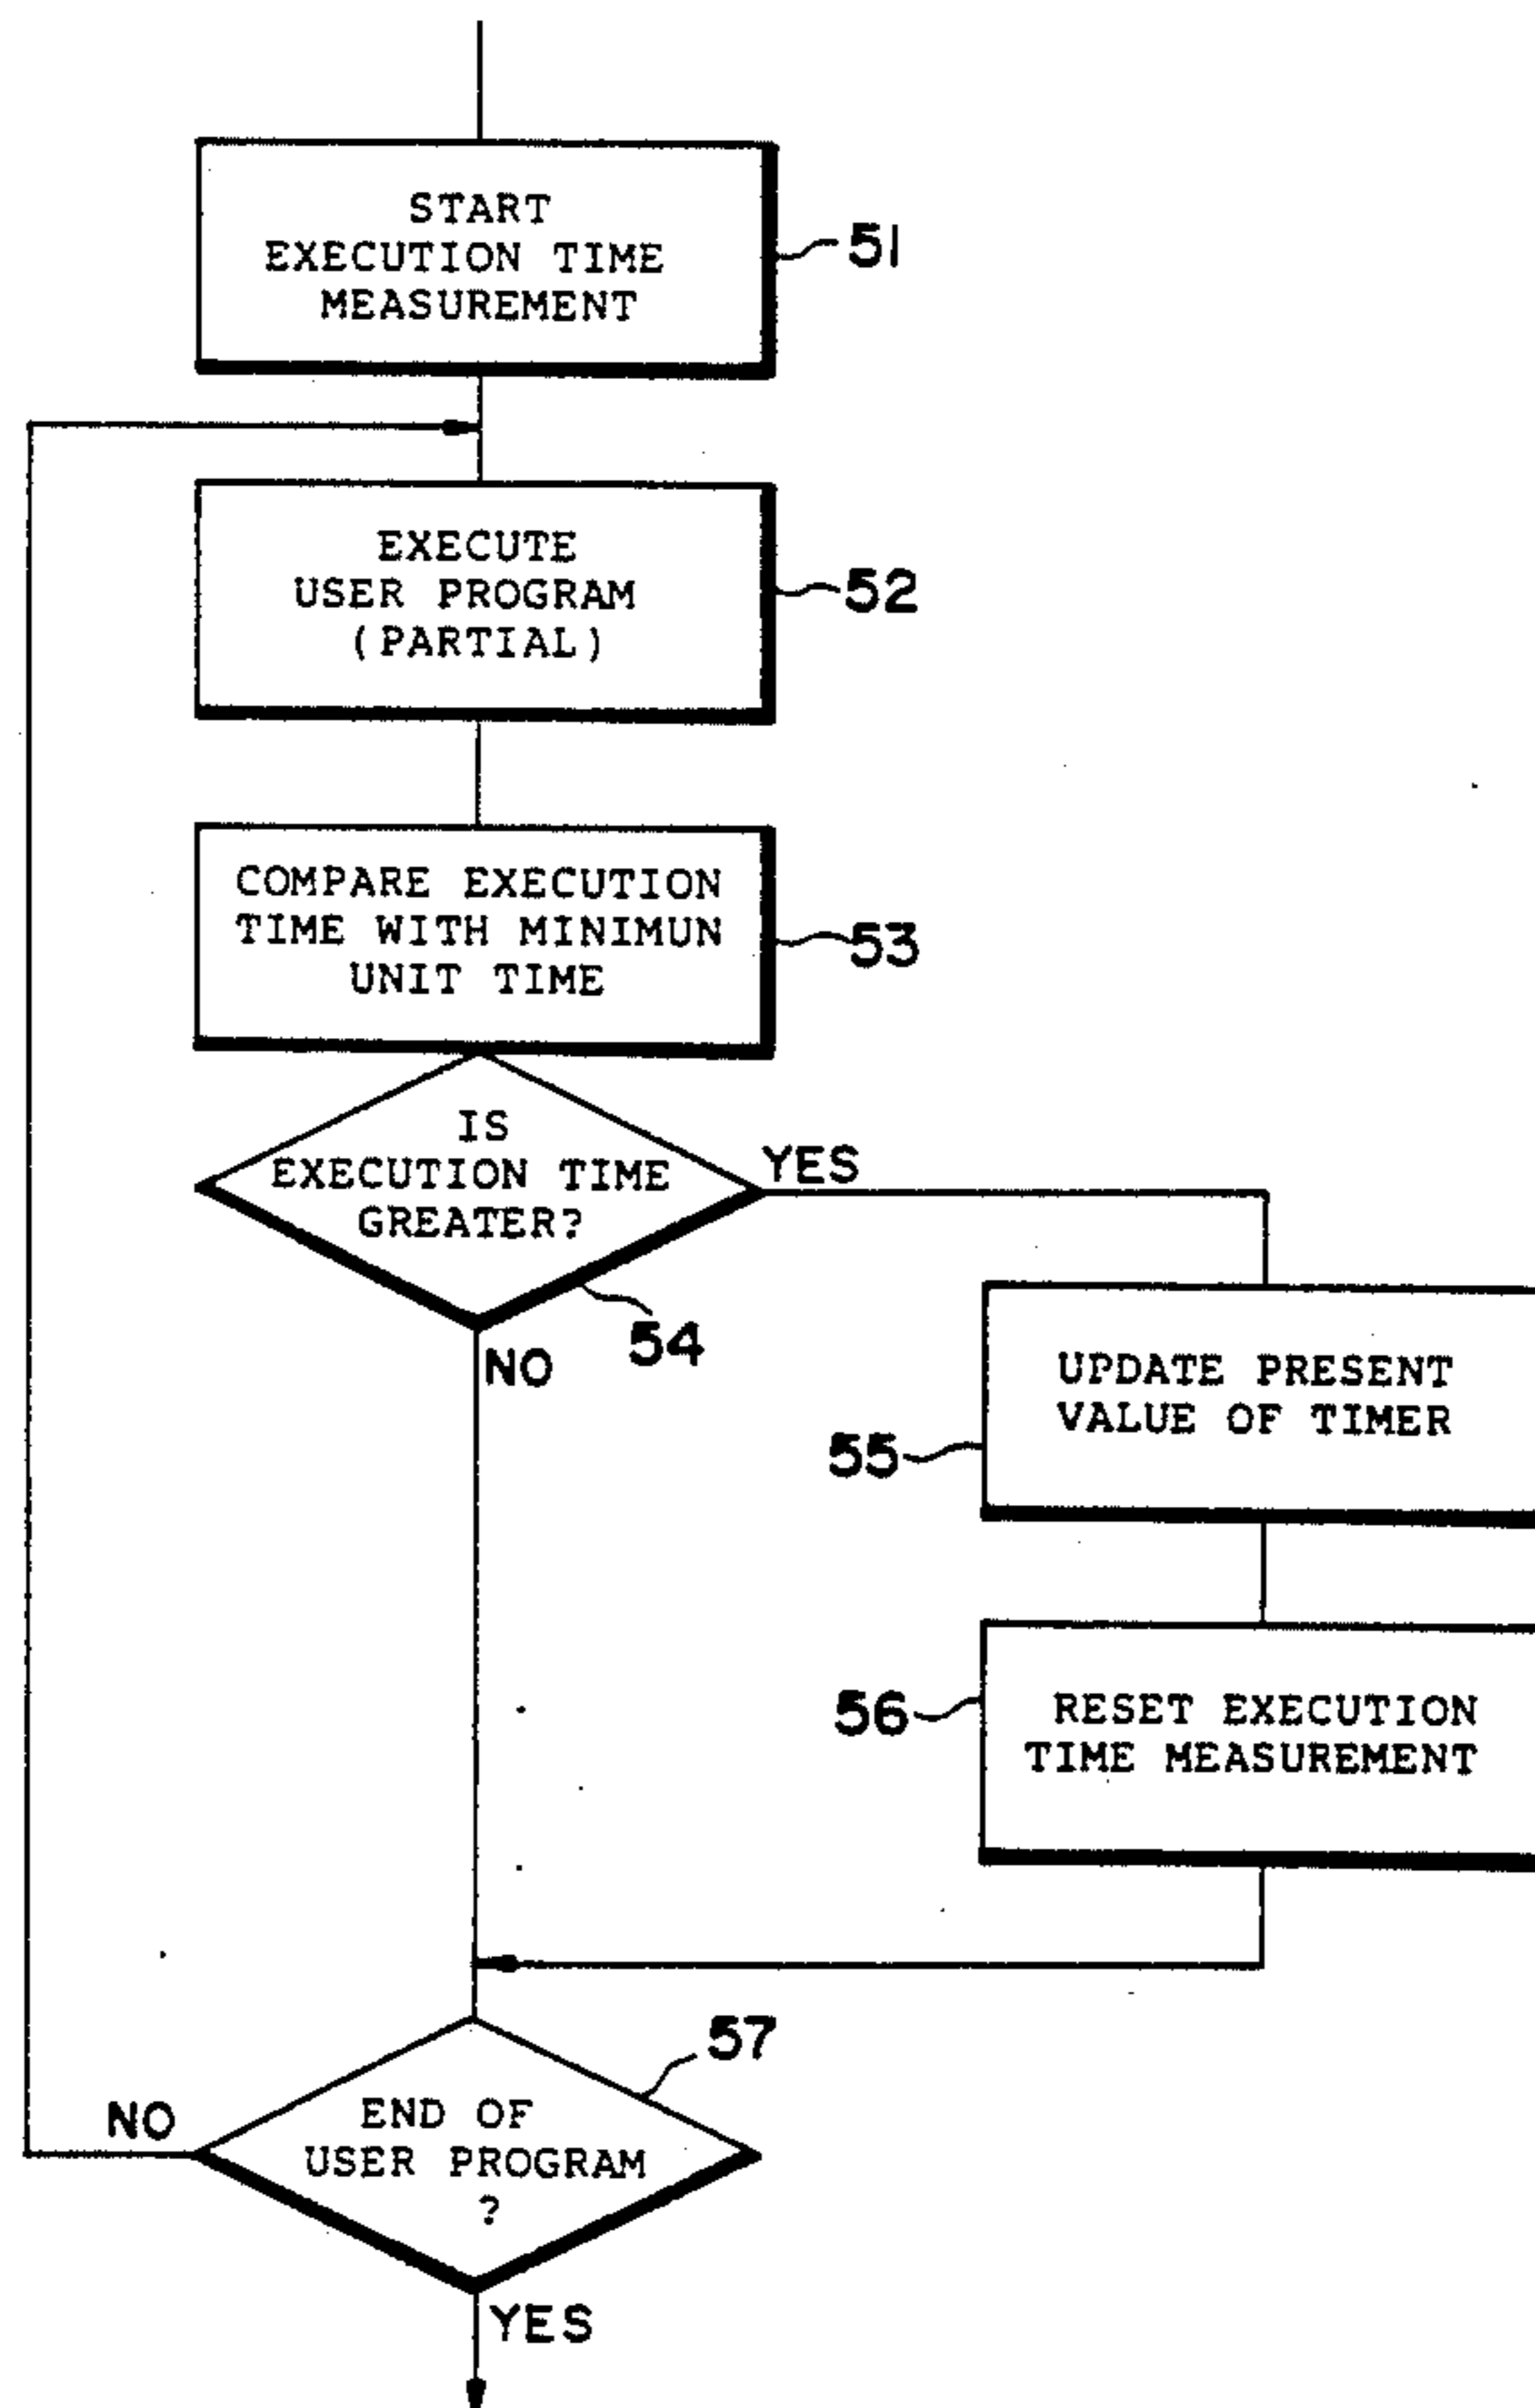 START
EXECUTION TIME
MEASUREMENT
51
EXECUTE
USER PROGRAM
(PARTIAL)
52
COMPARE EXECUTION
TIME WITH MINIMUN
UNIT TIME
53
IS
EXECUTION TIME
GREATER?
YES
54
NO
UPDATE PRESENT
VALUE OF TIMER
55
RESET EXECUTION
TIME MEASUREMENT
56
57
END OF
USER PROGRAM
?
NO
YES